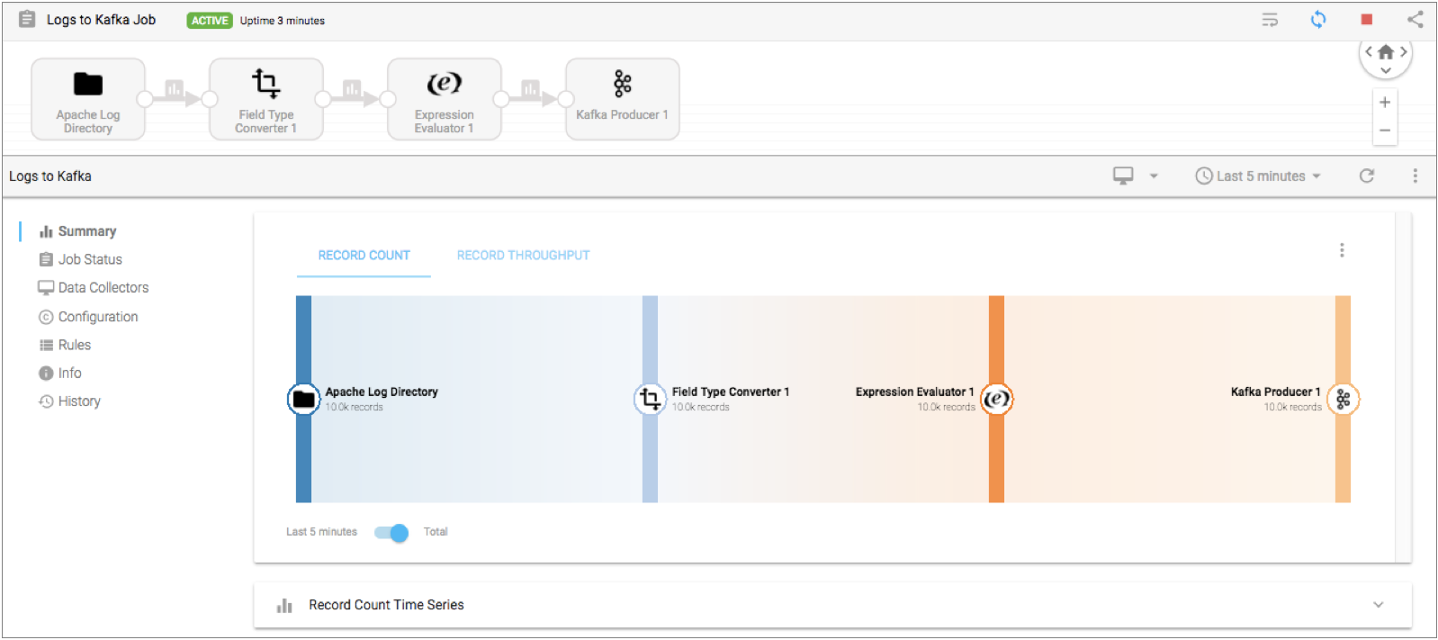 Logs to Kafka Job ACTIVE Uptime 3 minutes
Apache Log
Directory
Field Type
Converter 1
(e)
Expression
Evaluator 1
Kafka Producer 1
Logs to Kafka
Last 5 minutes
Summary
Job Status
Data Collectors
Configuration
Rules
Info
History
RECORD COUNT RECORD THROUGHPUT
Apache Log Directory
10.0k records
Field Type Converter 1
10.0k records
Expression Evaluator 1
10.0k records
(e)
Kafka Producer 1
10.0k records
Last 5 minutes Total
Record Count Time Series